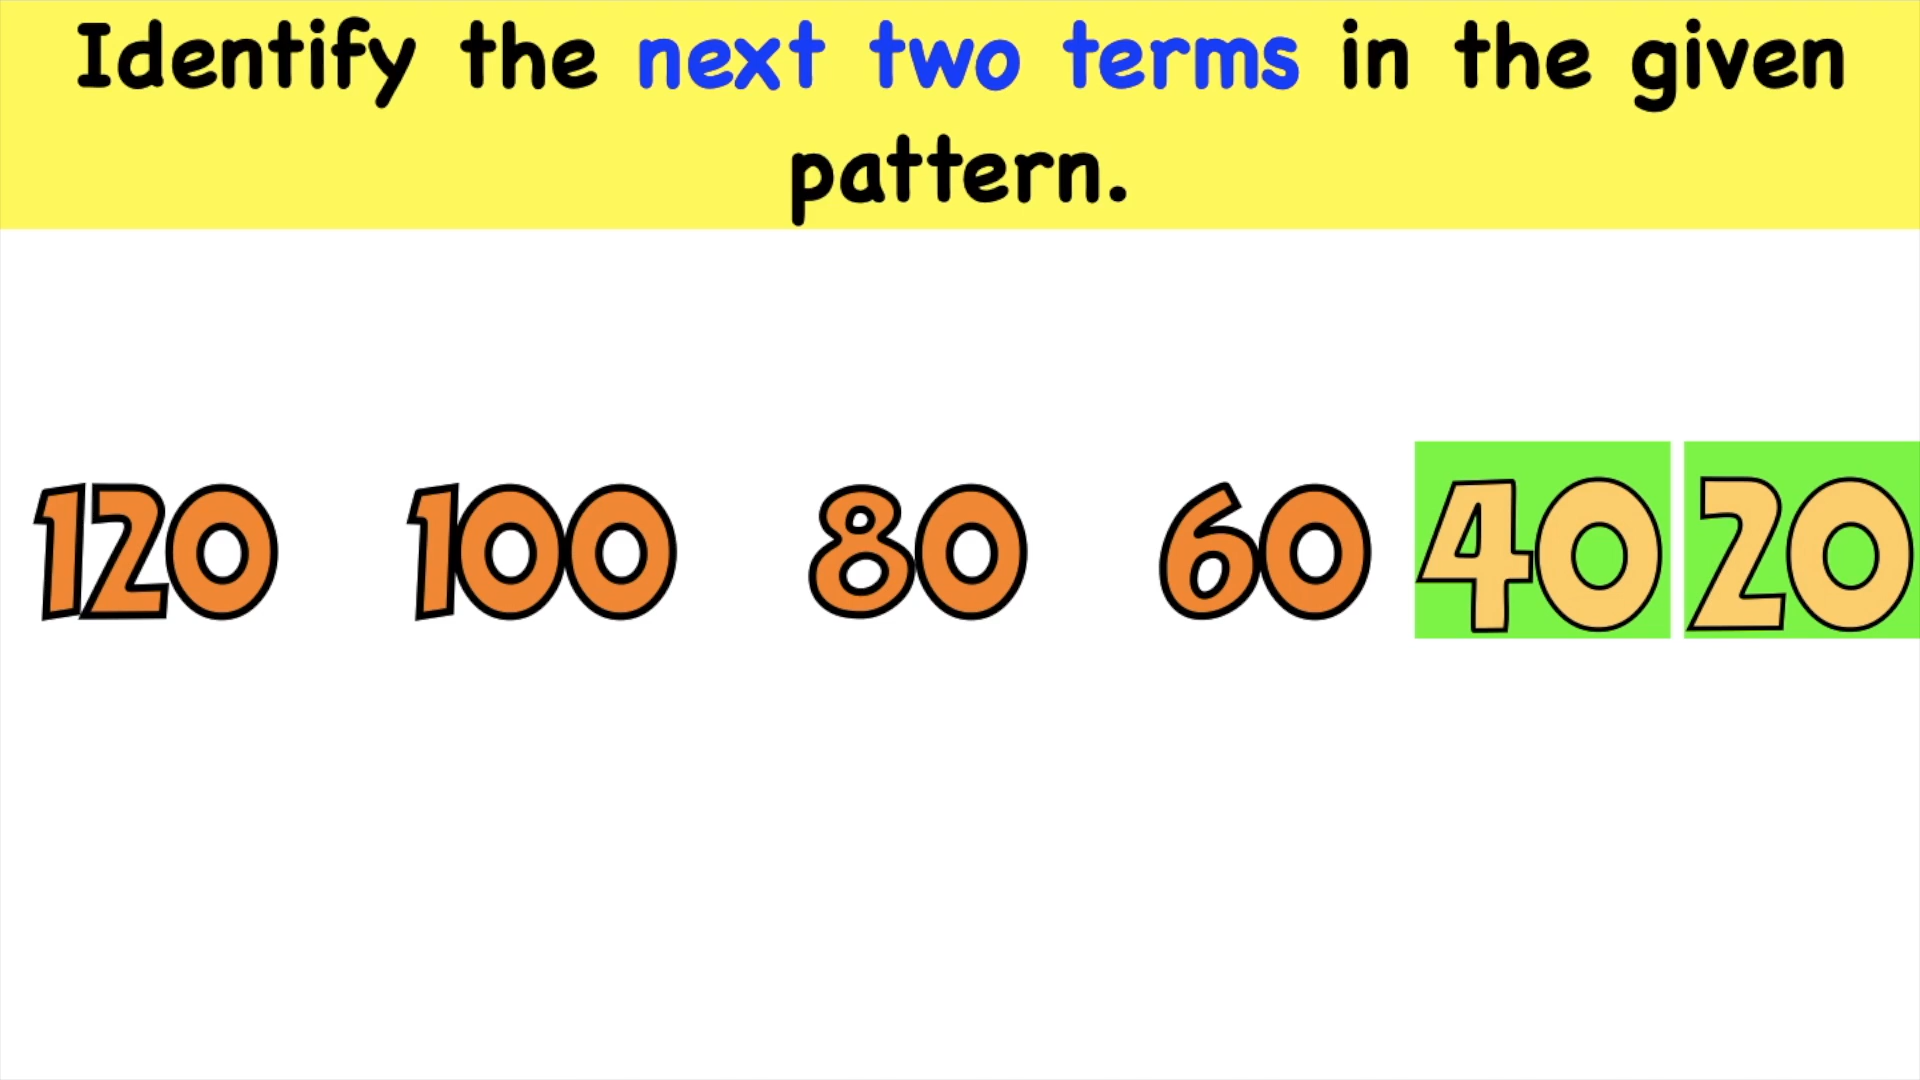 Identify the next two terms in the given
pattern.
120 100 80 60 40 20